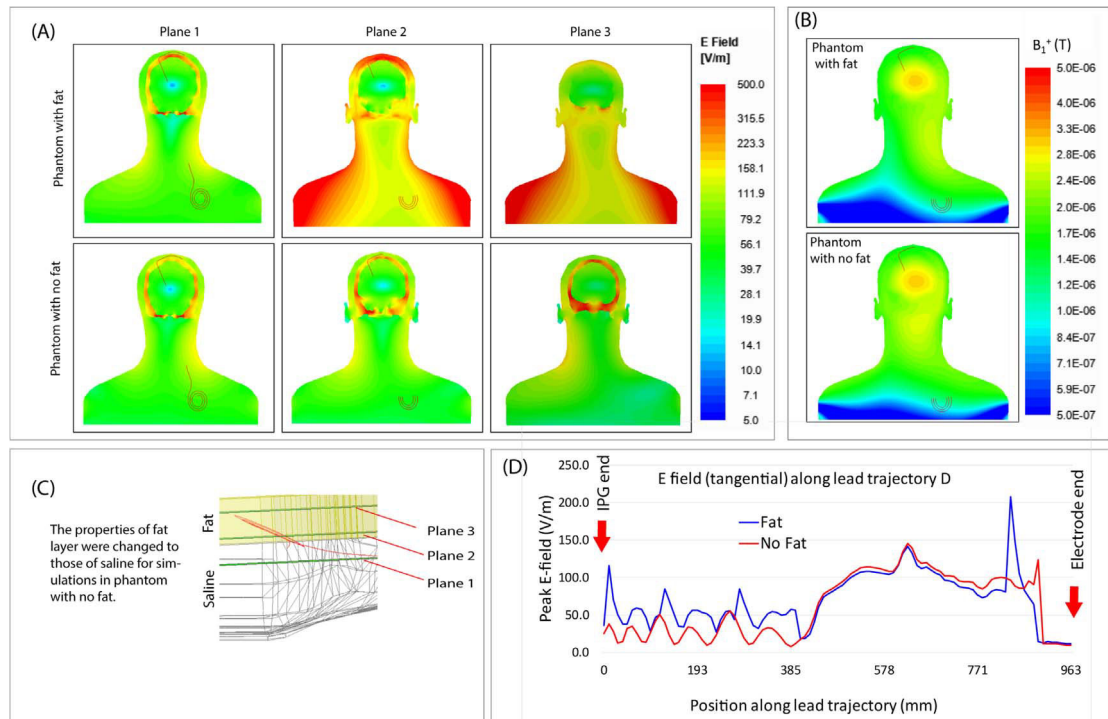 (A)
Plane 1
Plane 2
Plane 3
Phantom with fat
Phantom with no fat
E Field
[V/m]
500.0
315.5
223.3
158.1
111.9
79.2
56.1
39.7
28.1
19.9
14.1
10.0
7.1
5.0
(B)
Phantom
with fat
Phantom
with no fat
B₁⁺ (T)
5.0E-06
4.0E-06
3.3E-06
2.8E-06
2.4E-06
2.0E-06
1.7E-06
1.4E-06
1.2E-06
1.0E-06
8.4E-07
7.1E-07
5.9E-07
5.0E-07
(C)
The properties of fat
layer were changed to
those of saline for sim-
ulations in phantom
with no fat.
Fat
Saline
Plane 3
Plane 2
Plane 1
(D)
E field (tangential) along lead trajectory D
IPG end
Electrode end
Fat
No Fat
Peak E-field (V/m)
250.0
200.0
150.0
100.0
50.0
0.0
0
193
385
578
771
963
Position along lead trajectory (mm)